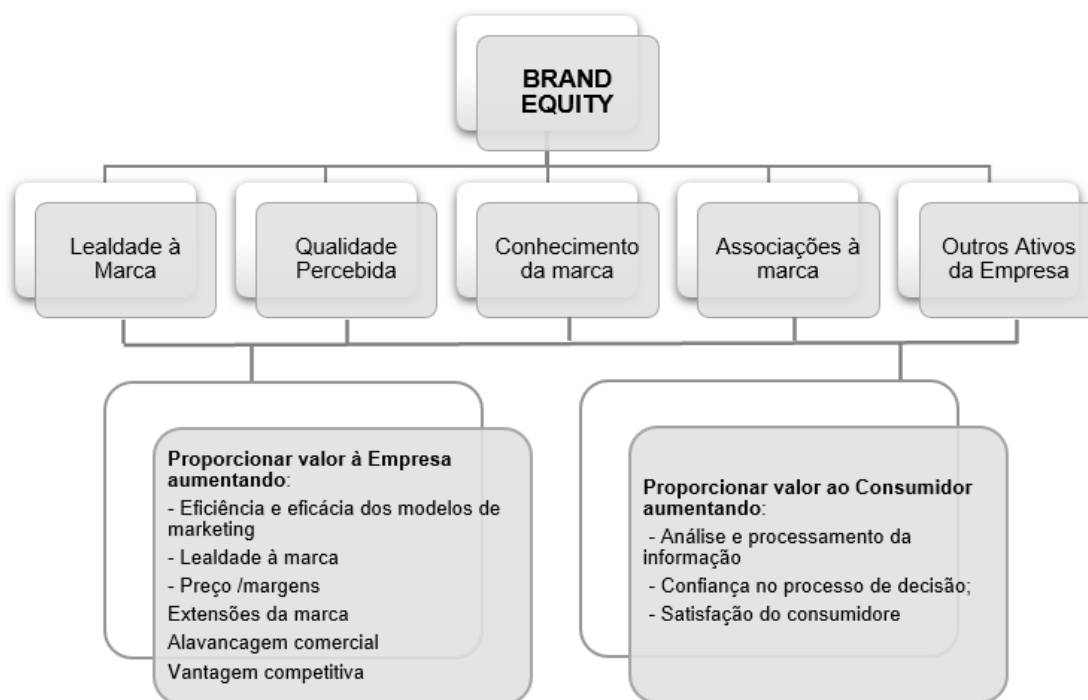 BRAND
EQUITY
Lealdade à
Marca
Qualidade
Percebida
Conhecimento
da marca
Associações à
marca
Outros Ativos
da Empresa
Proporcionar valor à Empresa
aumentando:
- Eficiência e eficácia dos modelos de
marketing
- Lealdade à marca
- Preço /margens
Extensões da marca
Alavancagem comercial
Vantagem competitiva
Proporcionar valor ao Consumidor
aumentando:
- Análise e processamento da
informação
- Confiança no processo de decisão;
- Satisfação do consumidore